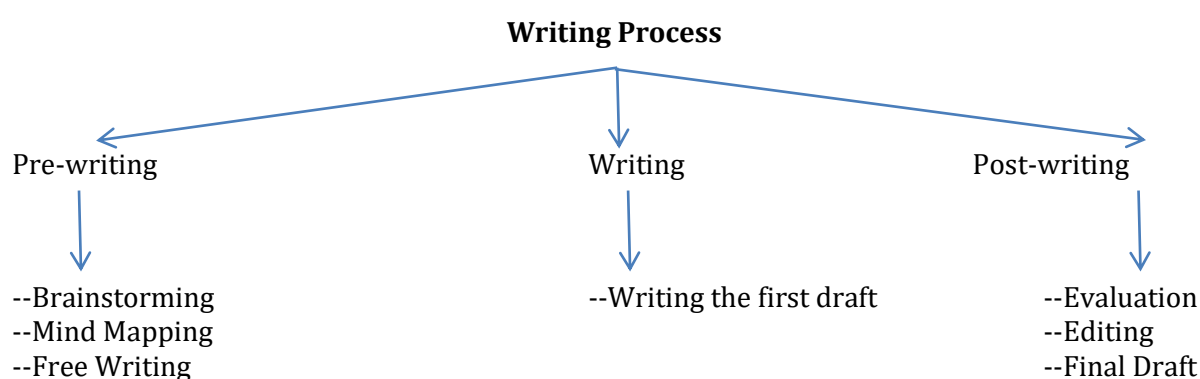 Writing Process
Pre-writing
Writing
Post-writing
--Brainstorming
--Mind Mapping
--Free Writing
--Writing the first draft
--Evaluation
--Editing
--Final Draft